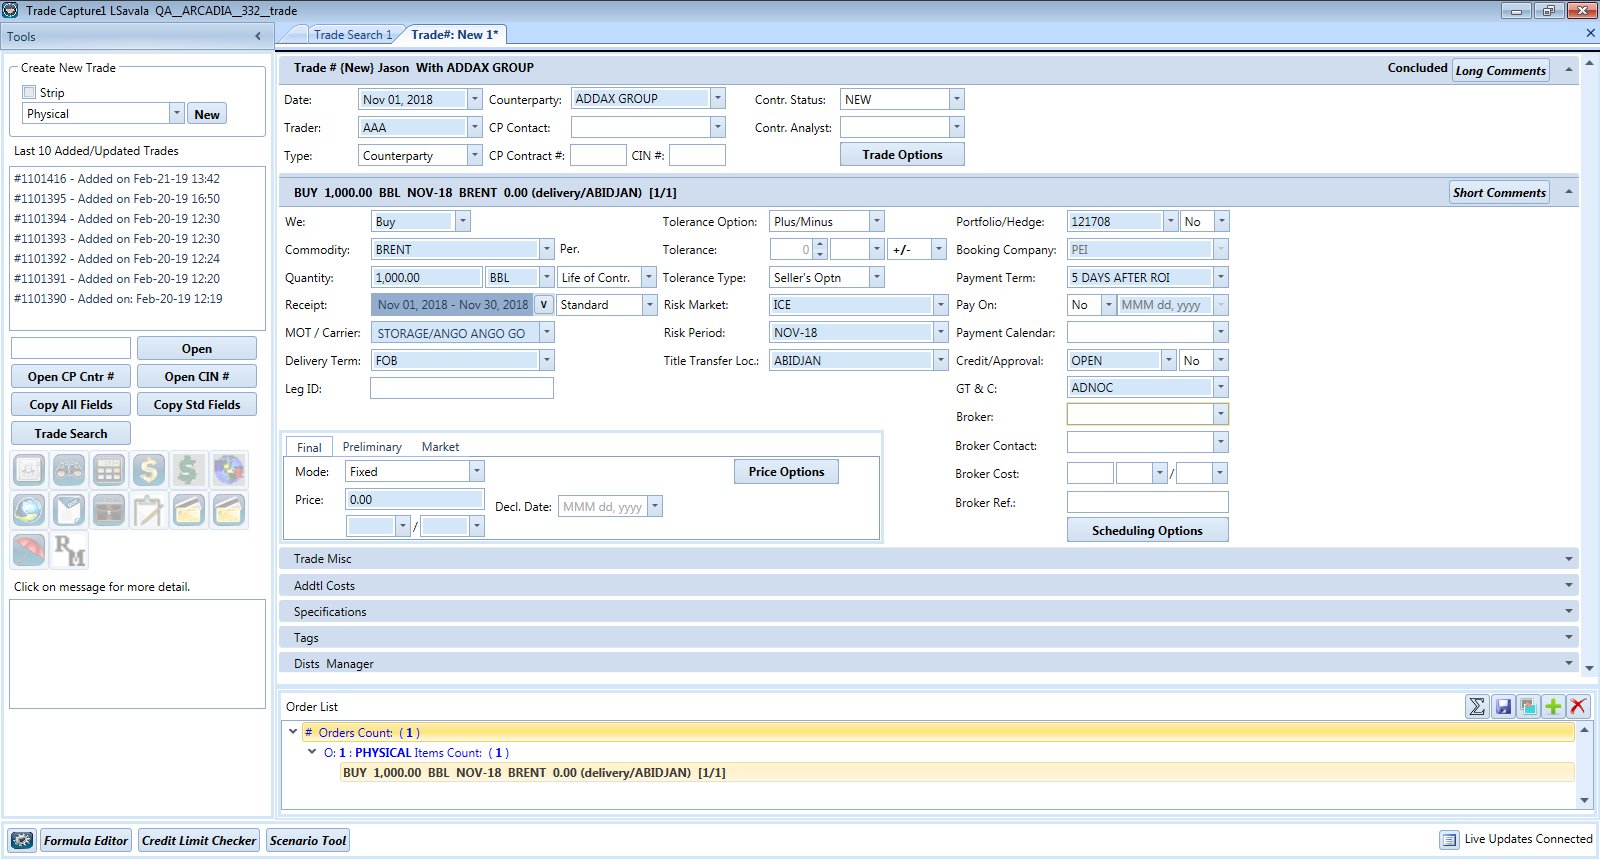 Trade Capture1 LSavala  QA__ARCADIA__332__trade
Tools
Trade Search 1
Trade#: New 1*
Create New Trade
Strip
Physical
New
Last 10 Added/Updated Trades
#1101416 - Added on Feb-21-19 13:42
#1101395 - Added on Feb-20-19 16:50
#1101394 - Added on Feb-20-19 12:30
#1101393 - Added on Feb-20-19 12:30
#1101392 - Added on Feb-20-19 12:24
#1101391 - Added on Feb-20-19 12:20
#1101390 - Added on: Feb-20-19 12:19
Open
Open CP Cntr #
Open CIN #
Copy All Fields
Copy Std Fields
Trade Search
RM
Click on message for more detail.
Trade # {New} Jason  With ADDAX GROUP
Concluded
Long Comments
Date: Nov 01, 2018
Counterparty: ADDAX GROUP
Contr. Status: NEW
Trader: AAA
CP Contact:
Contr. Analyst:
Type: Counterparty
CP Contract #:
CIN #:
Trade Options
BUY  1,000.00  BBL  NOV-18  BRENT  0.00 (delivery/ABIDJAN)  [1/1]
Short Comments
We: Buy
Tolerance Option: Plus/Minus
Portfolio/Hedge: 121708 No
Commodity: BRENT Per.
Tolerance: 0 +/-
Booking Company: PEI
Quantity: 1,000.00 BBL Life of Contr.
Tolerance Type: Seller's Optn
Payment Term: 5 DAYS AFTER ROI
Receipt: Nov 01, 2018 - Nov 30, 2018 v Standard
Risk Market: ICE
Pay On: No MMM dd, yyyy
MOT / Carrier: STORAGE/ANGO ANGO GO
Risk Period: NOV-18
Payment Calendar:
Delivery Term: FOB
Title Transfer Loc.: ABIDJAN
Credit/Approval: OPEN No
Leg ID:
GT & C: ADNOC
Broker:
Broker Contact:
Broker Cost: /
Broker Ref.:
Scheduling Options
Final
Preliminary
Market
Mode: Fixed
Price Options
Price: 0.00
Decl. Date: MMM dd, yyyy
/
Trade Misc
Addtl Costs
Specifications
Tags
Dists  Manager
Order List
# Orders Count:  ( 1 )
O: 1 : PHYSICAL Items Count:  ( 1 )
BUY  1,000.00  BBL  NOV-18  BRENT  0.00 (delivery/ABIDJAN)  [1/1]
Formula Editor
Credit Limit Checker
Scenario Tool
Live Updates Connected